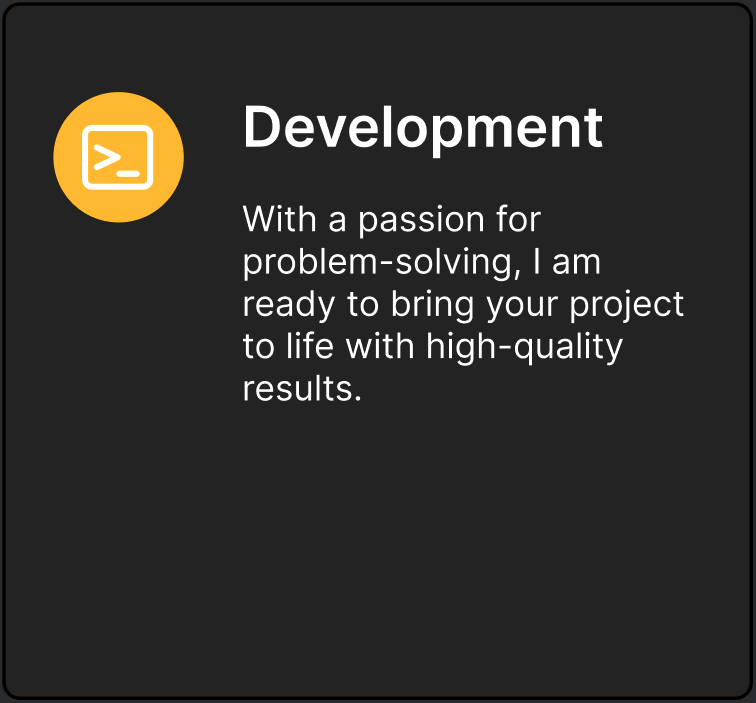 Development
With a passion for
problem-solving, I am
ready to bring your project
to life with high-quality
results.